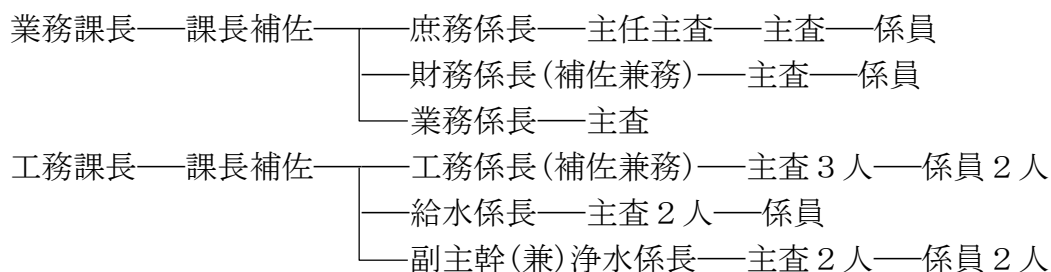 業務課長――課長補佐――┬――庶務係長――主任主査――主査――係員
├――財務係長(補佐兼務)――主査――係員
└――業務係長――主査
工務課長――課長補佐――┬――工務係長(補佐兼務)――主査３人――係員２人
├――給水係長――主査２人――係員
└――副主幹(兼)浄水係長――主査２人――係員２人